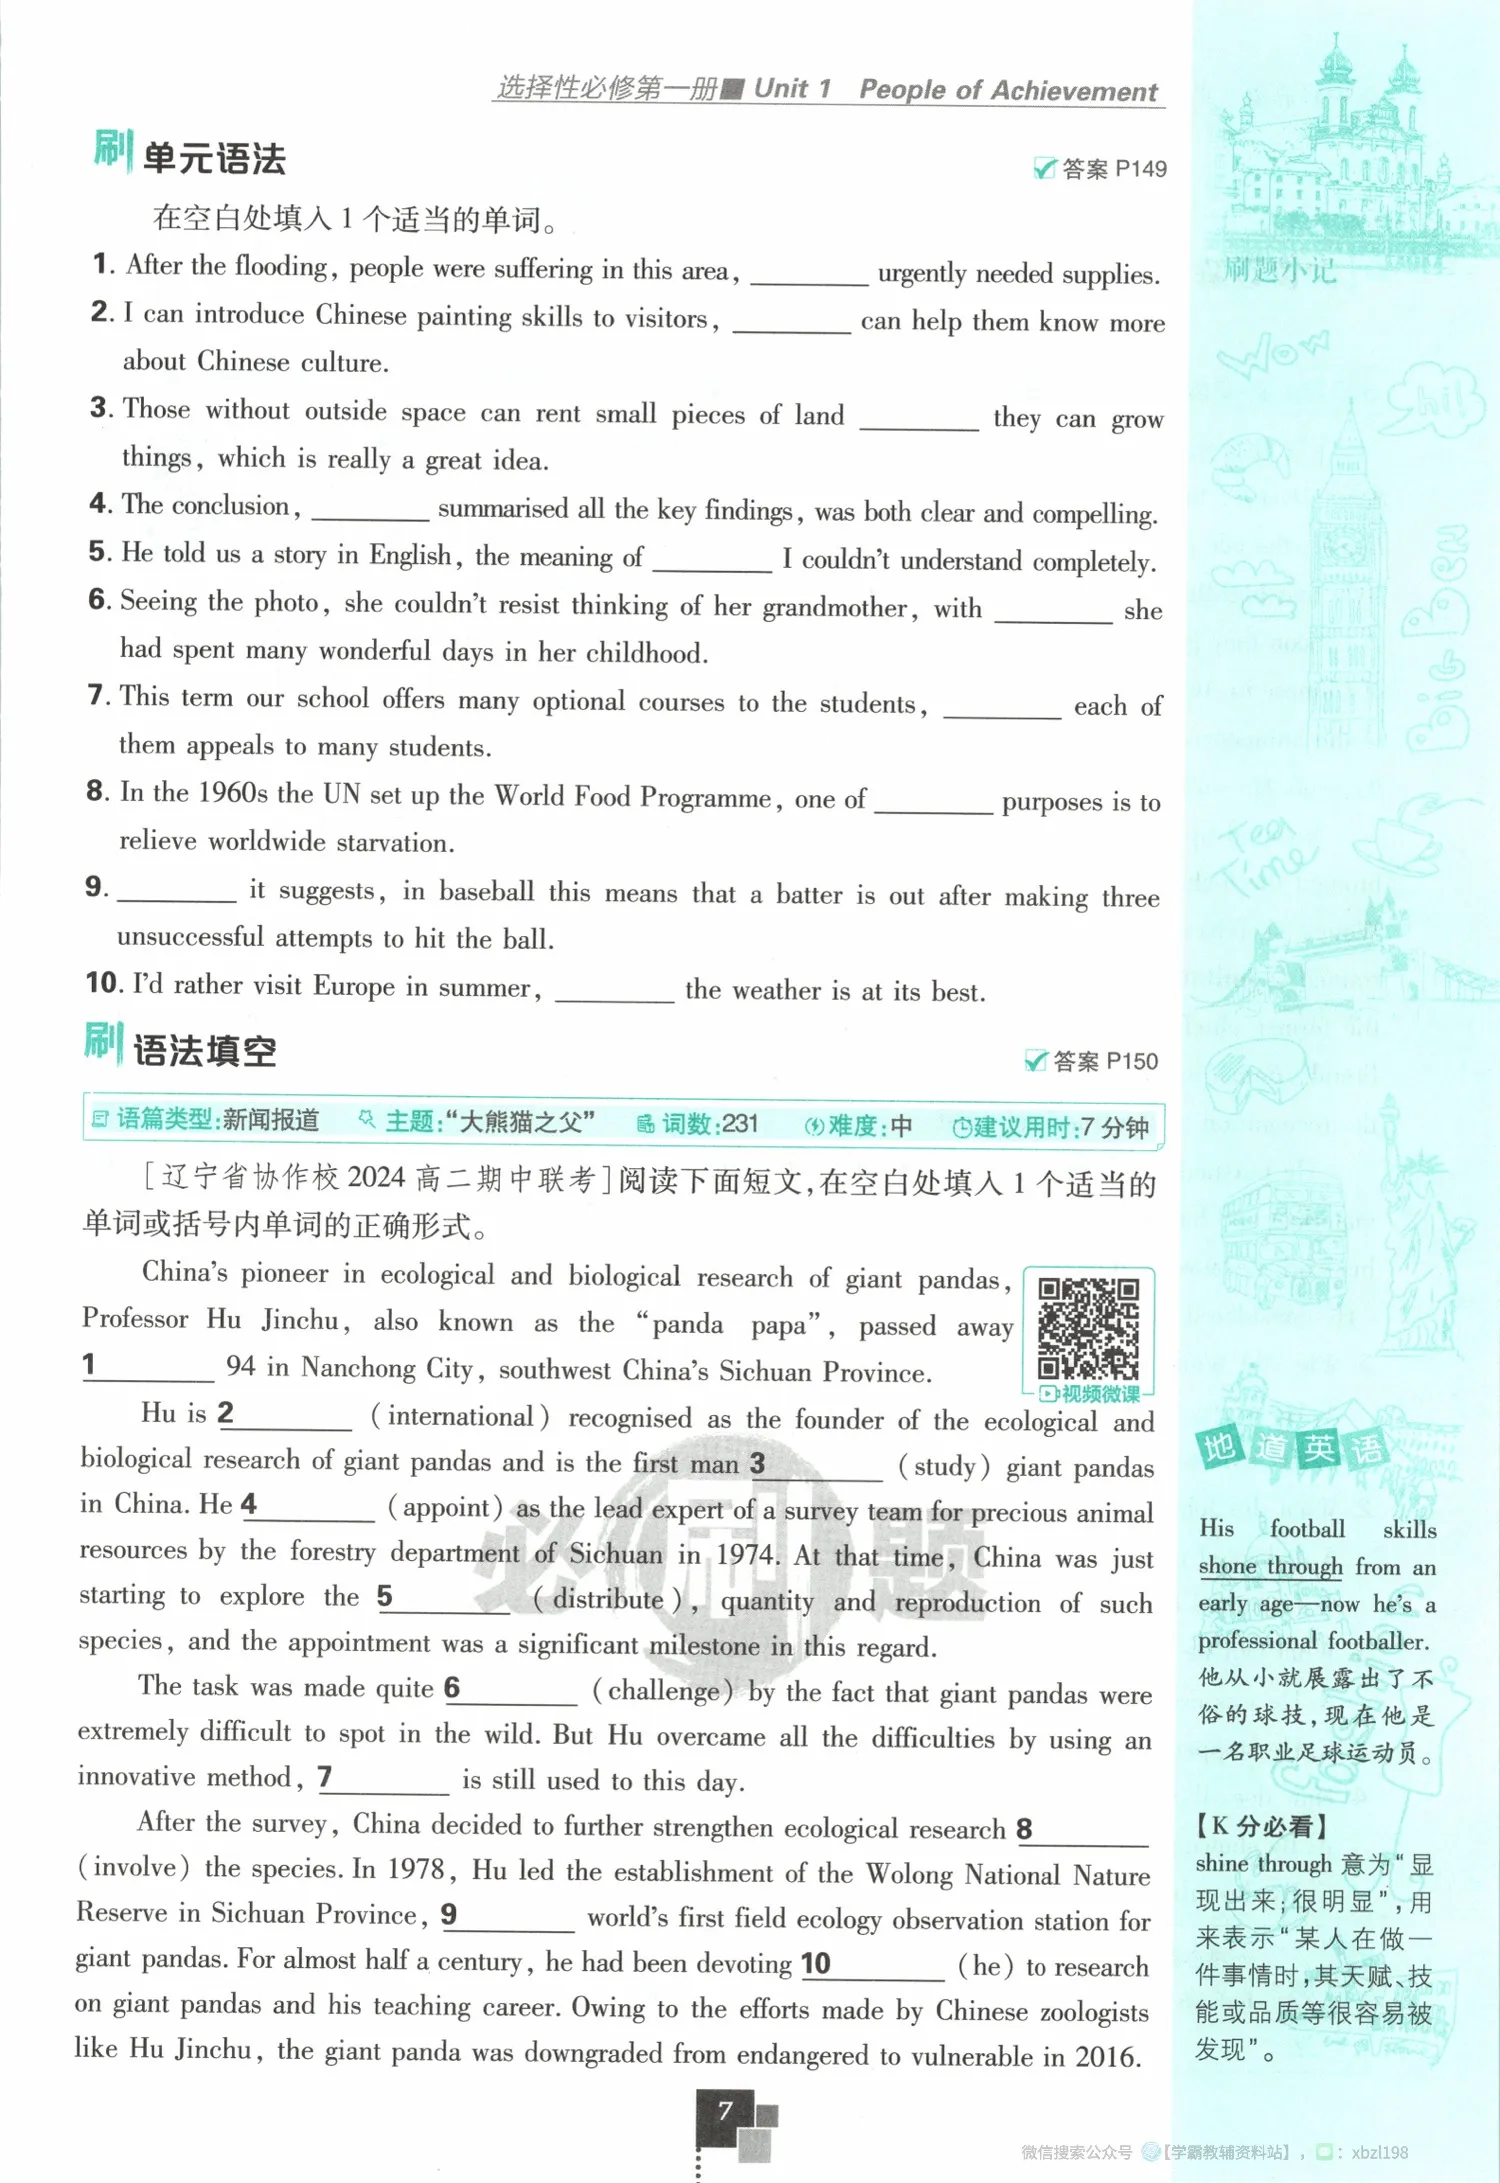 选择性必修第一册 Unit 1 People of Achievement
刷 单元语法
答案 P149
在空白处填入 1 个适当的单词。
1. After the flooding, people were suffering in this area, ________ urgently needed supplies.
2. I can introduce Chinese painting skills to visitors, ________ can help them know more
about Chinese culture.
3. Those without outside space can rent small pieces of land ________ they can grow
things, which is really a great idea.
4. The conclusion, ________ summarised all the key findings, was both clear and compelling.
5. He told us a story in English, the meaning of ________ I couldn't understand completely.
6. Seeing the photo, she couldn't resist thinking of her grandmother, with ________ she
had spent many wonderful days in her childhood.
7. This term our school offers many optional courses to the students, ________ each of
them appeals to many students.
8. In the 1960s the UN set up the World Food Programme, one of ________ purposes is to
relieve worldwide starvation.
9. ________ it suggests, in baseball this means that a batter is out after making three
unsuccessful attempts to hit the ball.
10. I'd rather visit Europe in summer, ________ the weather is at its best.
刷 语法填空
答案 P150
语篇类型:新闻报道 主题:“大熊猫之父” 词数:231 难度:中 建议用时:7 分钟
[辽宁省协作校 2024 高二期中联考]阅读下面短文,在空白处填入 1 个适当的
单词或括号内单词的正确形式。
China's pioneer in ecological and biological research of giant pandas,
Professor Hu Jinchu, also known as the “panda papa”, passed away
1________ 94 in Nanchong City, southwest China's Sichuan Province.
视频微课
Hu is 2________ (international) recognised as the founder of the ecological and
biological research of giant pandas and is the first man 3________ (study) giant pandas
in China. He 4________ (appoint) as the lead expert of a survey team for precious animal
resources by the forestry department of Sichuan in 1974. At that time, China was just
starting to explore the 5________ (distribute), quantity and reproduction of such
species, and the appointment was a significant milestone in this regard.
The task was made quite 6________ (challenge) by the fact that giant pandas were
extremely difficult to spot in the wild. But Hu overcame all the difficulties by using an
innovative method, 7________ is still used to this day.
After the survey, China decided to further strengthen ecological research 8________
(involve) the species. In 1978, Hu led the establishment of the Wolong National Nature
Reserve in Sichuan Province, 9________ world's first field ecology observation station for
giant pandas. For almost half a century, he had been devoting 10________ (he) to research
on giant pandas and his teaching career. Owing to the efforts made by Chinese zoologists
like Hu Jinchu, the giant panda was downgraded from endangered to vulnerable in 2016.
必刷题
7
刷题小记
Wow
hi!
Big Ben
Tea
Time
地道英语
His football skills
shone through from an
early age—now he's a
professional footballer.
他从小就展露出了不
俗的球技,现在他是
一名职业足球运动员。
【K 分必看】
shine through 意为“显
现出来;很明显”,用
来表示“某人在做一
件事情时,其天赋、技
能或品质等很容易被
发现”。
微信搜索公众号 【学霸教辅资料站】, : xbzl198